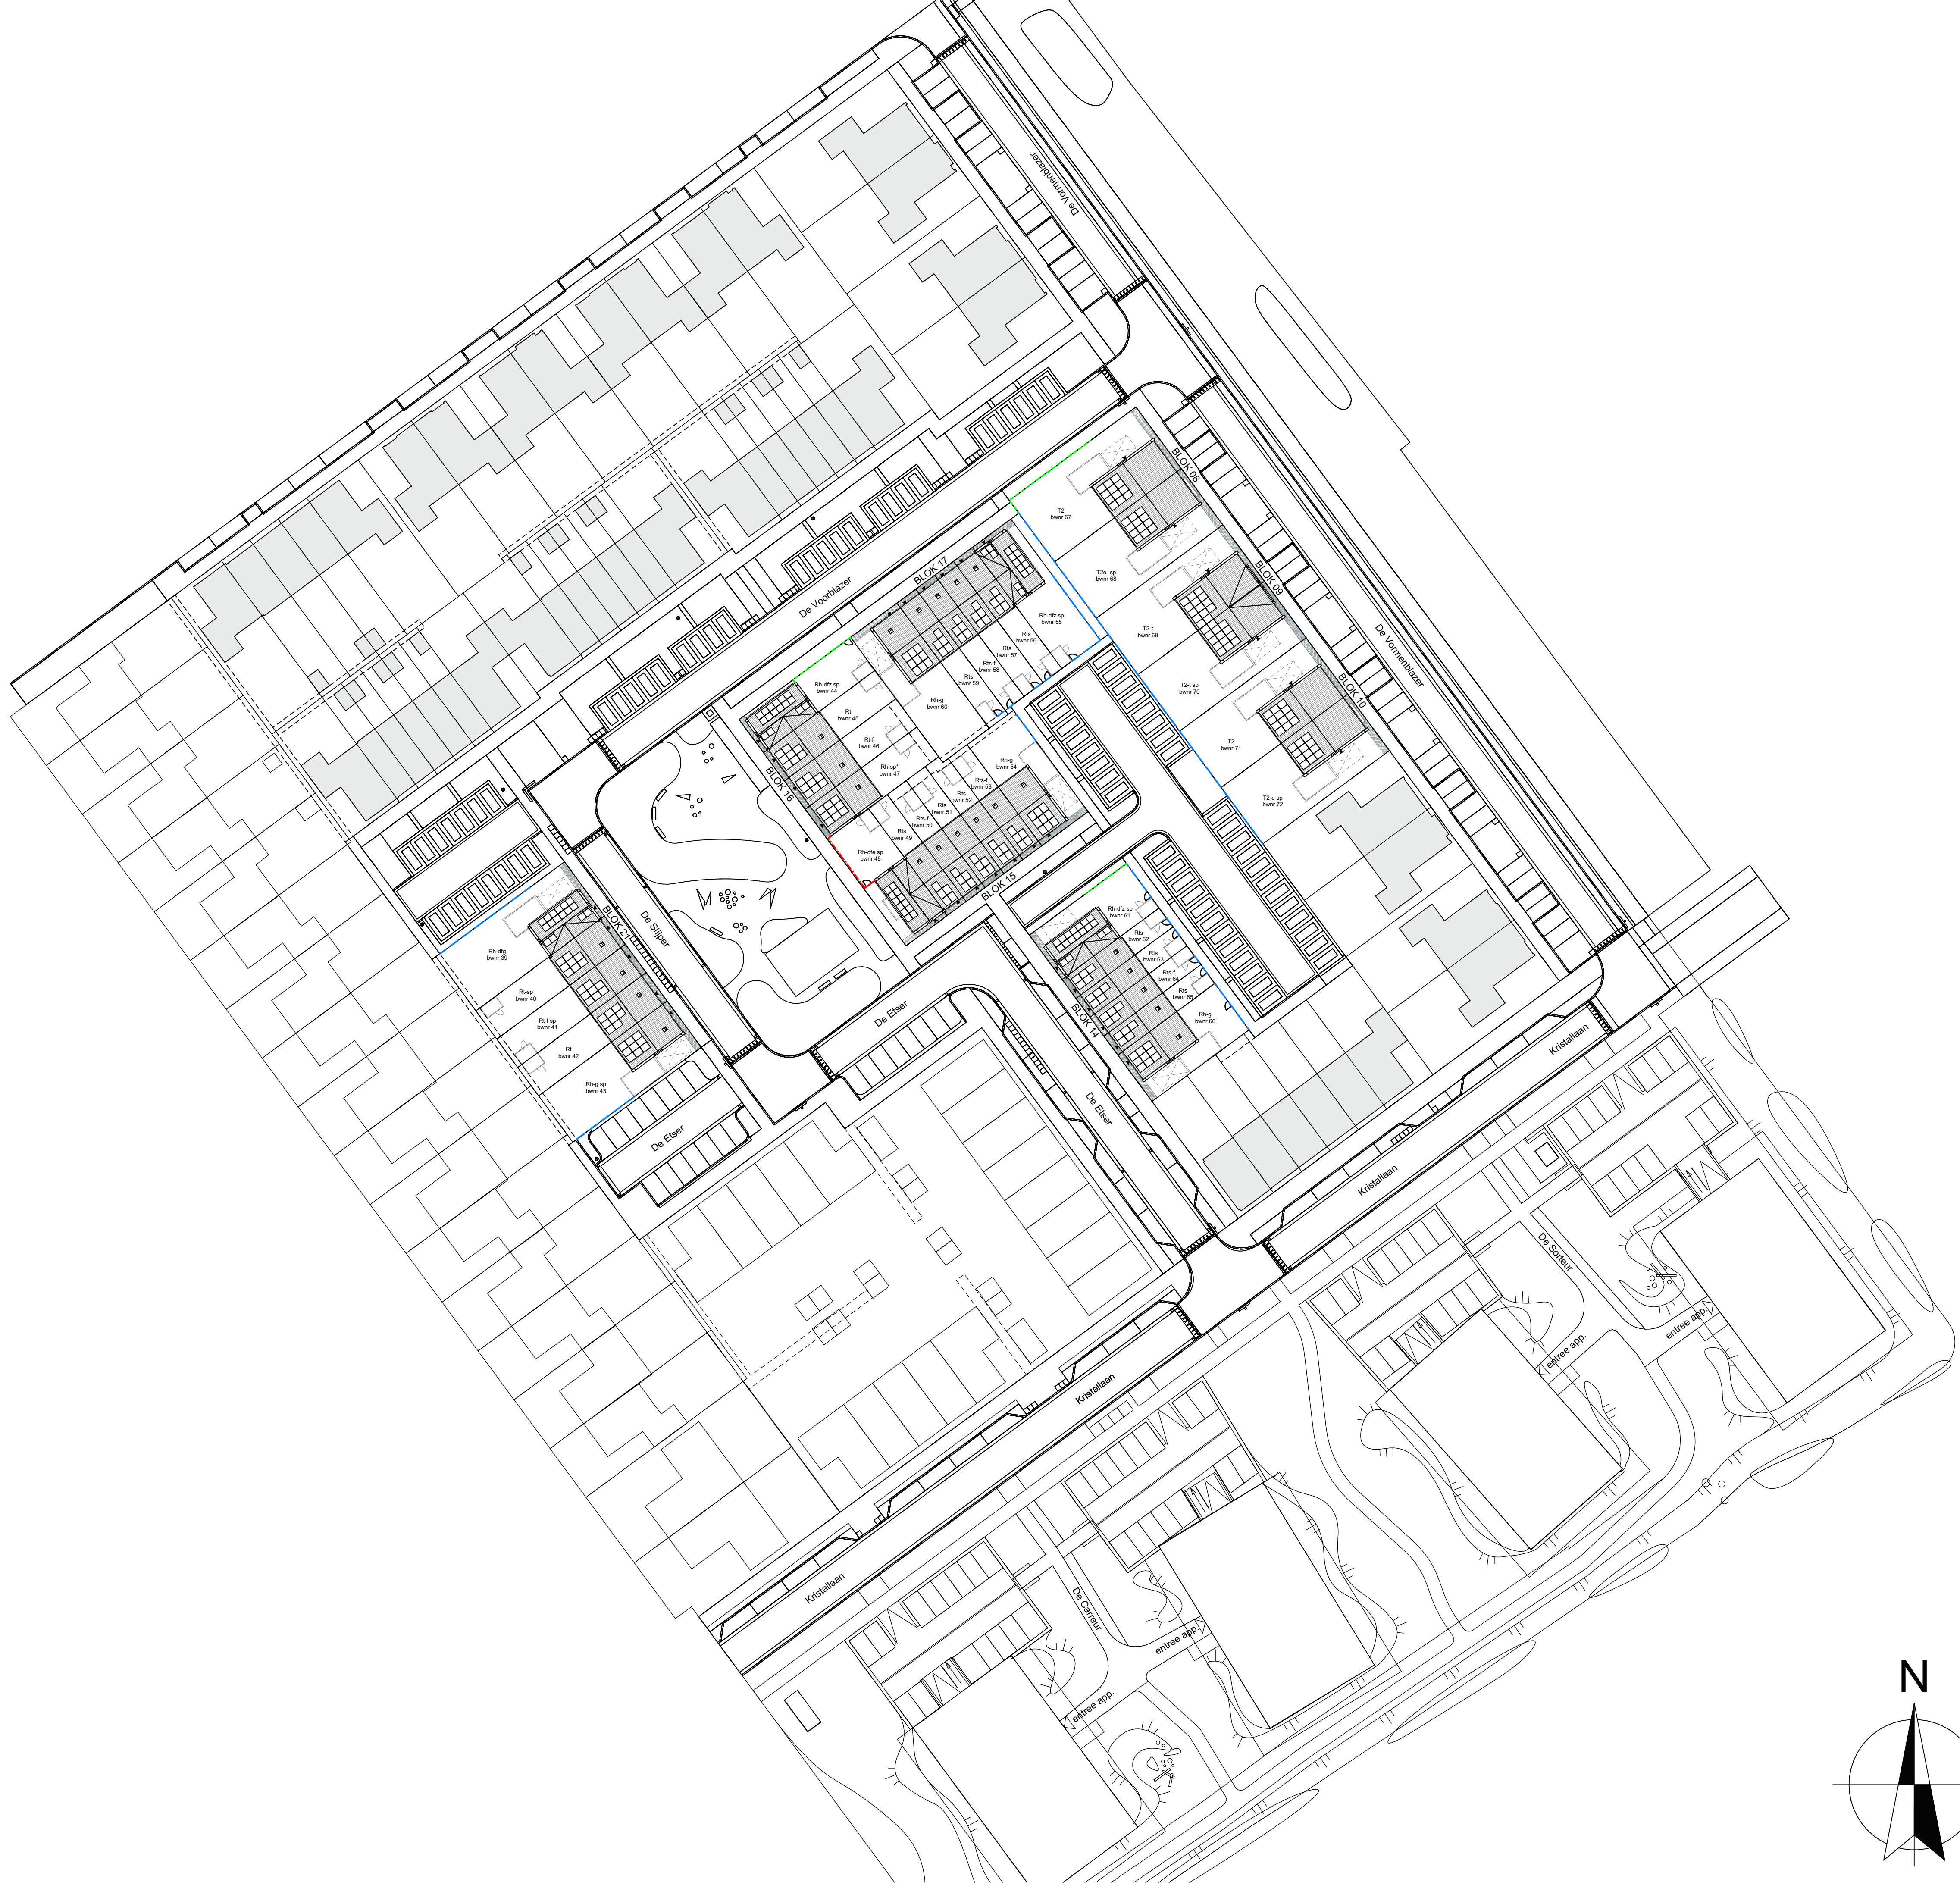 De Vormenblazer
BLOK 08
T2
bwnr 67
De Voorblazer
BLOK 17
T2e- sp
bwnr 68
BLOK 09
Rh-dfz sp
bwnr 55
Rts
bwnr 56
Rts
bwnr 57
Rts-f
bwnr 58
Rts
bwnr 59
Rh-g
bwnr 60
T2-t
bwnr 69
De Vormenblazer
T2-t sp
bwnr 70
BLOK 10
T2
bwnr 71
T2-e sp
bwnr 72
Rh-dfz sp
bwnr 44
Rt
bwnr 45
Rt-f
bwnr 46
Rh-sp*
bwnr 47
BLOK 16
Rh-g
bwnr 54
Rts-f
bwnr 53
Rts
bwnr 52
Rts
bwnr 51
Rts-f
bwnr 50
Rts
bwnr 49
Rh-dfe sp
bwnr 48
BLOK 15
BLOK 21
De Slijper
Rh-dfg
bwnr 39
Rt-sp
bwnr 40
Rt-f sp
bwnr 41
Rt
bwnr 42
Rh-g sp
bwnr 43
De Etser
De Etser
Rh-dfz sp
bwnr 61
Rts
bwnr 62
Rts
bwnr 63
Rts-f
bwnr 64
Rts
bwnr 65
Rh-g
bwnr 66
BLOK 14
De Etser
Kristallaan
Kristallaan
De Sorteur
entree app.
entree app.
Kristallaan
Kristallaan
De Carreur
entree app.
entree app.
N